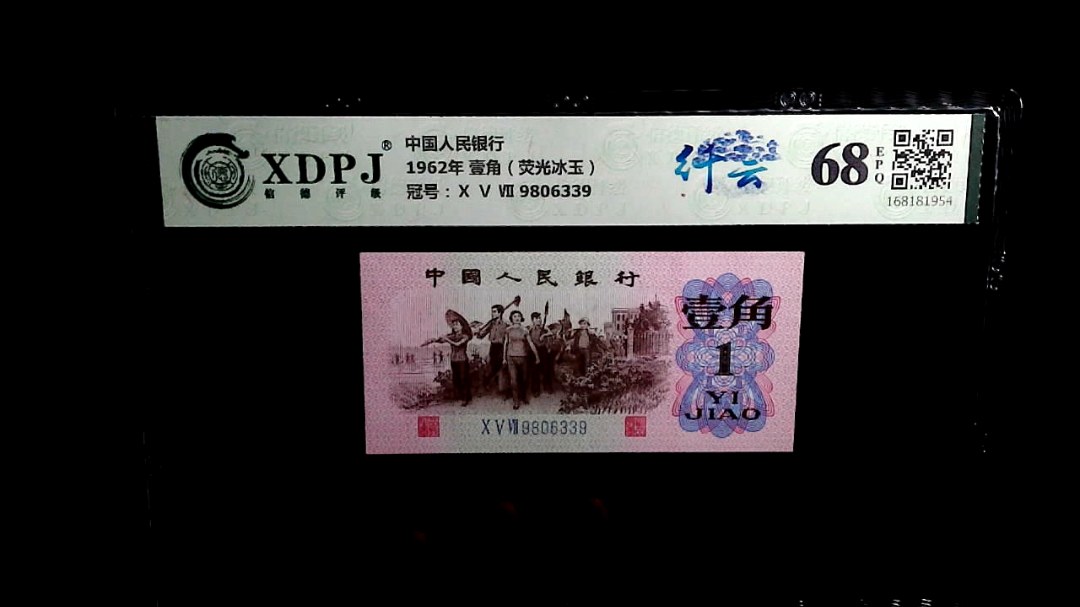 XDPJ®
信德评级
中国人民银行
1962年 壹角（荧光冰玉）
冠号：X V Ⅶ 9806339
纤云
68
EPQ
168181954
中國人民銀行
壹角
1
YI
JIAO
X V Ⅶ 9806339